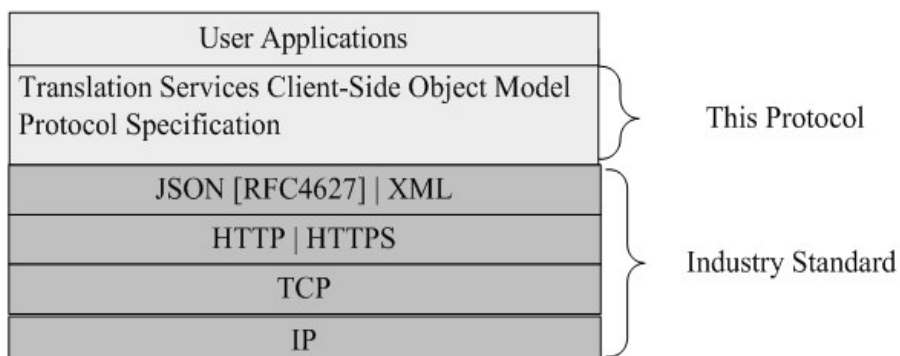 User Applications
Translation Services Client-Side Object Model
Protocol Specification
This Protocol
JSON [RFC4627] | XML
HTTP | HTTPS
Industry Standard
TCP
IP